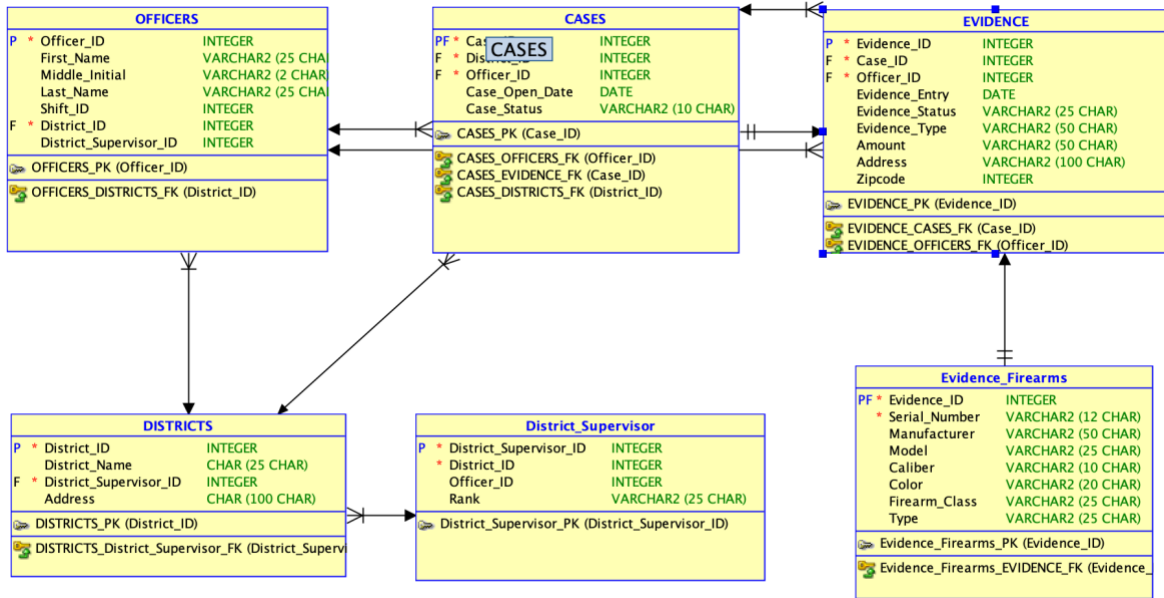 OFFICERS
P * Officer_ID INTEGER
First_Name VARCHAR2 (25 CHA
Middle_Initial VARCHAR2 (2 CHAR
Last_Name VARCHAR2 (25 CHA
Shift_ID INTEGER
F * District_ID INTEGER
District_Supervisor_ID INTEGER
OFFICERS_PK (Officer_ID)
OFFICERS_DISTRICTS_FK (District_ID)
CASES
PF * Cas INTEGER
CASES
F * Dis INTEGER
F * Officer_ID INTEGER
Case_Open_Date DATE
Case_Status VARCHAR2 (10 CHAR)
CASES_PK (Case_ID)
CASES_OFFICERS_FK (Officer_ID)
CASES_EVIDENCE_FK (Case_ID)
CASES_DISTRICTS_FK (District_ID)
EVIDENCE
P * Evidence_ID INTEGER
F * Case_ID INTEGER
F * Officer_ID INTEGER
Evidence_Entry DATE
Evidence_Status VARCHAR2 (25 CHAR)
Evidence_Type VARCHAR2 (50 CHAR)
Amount VARCHAR2 (50 CHAR)
Address VARCHAR2 (100 CHAR)
Zipcode INTEGER
EVIDENCE_PK (Evidence_ID)
EVIDENCE_CASES_FK (Case_ID)
EVIDENCE_OFFICERS_FK (Officer_ID)
DISTRICTS
P * District_ID INTEGER
District_Name CHAR (25 CHAR)
F * District_Supervisor_ID INTEGER
Address CHAR (100 CHAR)
DISTRICTS_PK (District_ID)
DISTRICTS_District_Supervisor_FK (District_Supervi
District_Supervisor
P * District_Supervisor_ID INTEGER
* District_ID INTEGER
Officer_ID INTEGER
Rank VARCHAR2 (25 CHAR)
District_Supervisor_PK (District_Supervisor_ID)
Evidence_Firearms
PF * Evidence_ID INTEGER
* Serial_Number VARCHAR2 (12 CHAR)
Manufacturer VARCHAR2 (50 CHAR)
Model VARCHAR2 (25 CHAR)
Caliber VARCHAR2 (10 CHAR)
Color VARCHAR2 (20 CHAR)
Firearm_Class VARCHAR2 (25 CHAR)
Type VARCHAR2 (25 CHAR)
Evidence_Firearms_PK (Evidence_ID)
Evidence_Firearms_EVIDENCE_FK (Evidence_